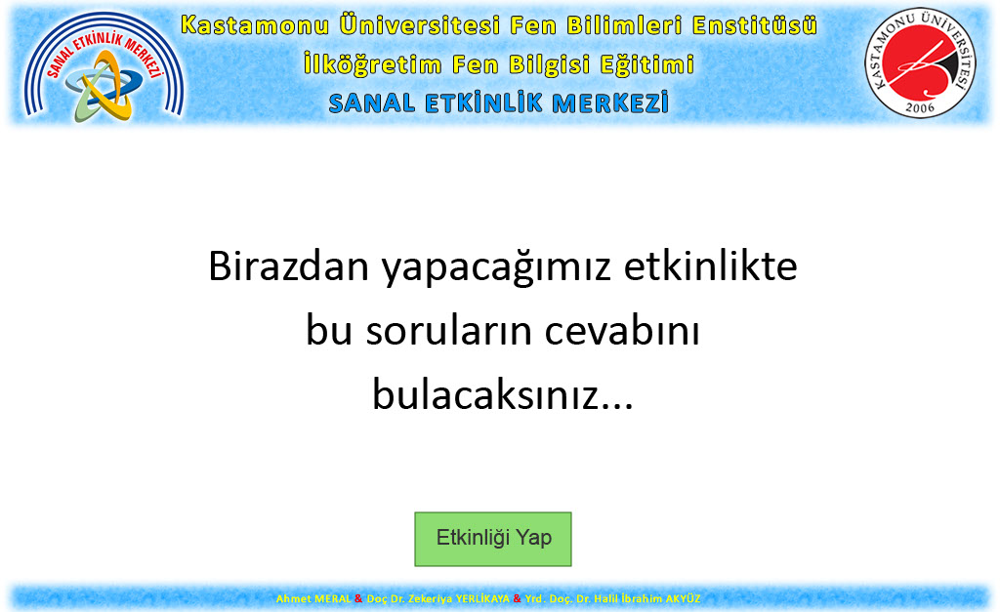 Kastamonu Üniversitesi Fen Bilimleri Enstitüsü
İlköğretim Fen Bilgisi Eğitimi
SANAL ETKİNLİK MERKEZİ
SANAL ETKİNLİK MERKEZİ
KASTAMONU ÜNİVERSİTESİ
2006
Birazdan yapacağımız etkinlikte
bu soruların cevabını
bulacaksınız...
Etkinliği Yap
Ahmet MERAL & Doç Dr. Zekeriya YERLİKAYA & Yrd. Doç. Dr. Halil İbrahim AKYÜZ